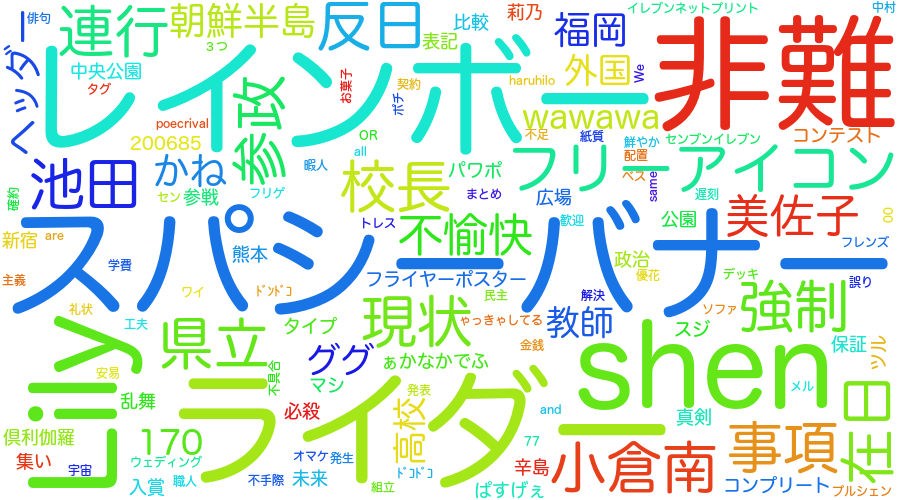 俳句
連行
朝鮮半島
3つ
反日
比較
表記
莉乃
福岡
イレブンネットプリント
中村
ヘッダー
中央公園
タグ
レインボー
お菓子
契約
ポチ
haruhilo
外国
We
非難
poecrival
200685
参政
wawawa
コンテスト
OR
all
不足
紙質
鮮やか
配置
センブンイレブン
池田
かね
暇人
校長
パワポ
フリーアイコン
ベス
same
確約
セン
参戦
フリゲ
まとめ
広場
遅刻
美佐子
00
新宿
are
スパシーバナー
熊本
トレス
不愉快
歓迎
公園
フレンズ
主義
学費
フライヤーポスター
政治
優花
デッキ
誤り
礼状
ワイ
ﾄﾞﾝﾄﾞｺ
民主
解決
ソファ
強制
lily
工夫
県立
タイプ
現状
ゃっきゃしてる
教師
スジ
保証
ツル
ググ
ぁかなかでふ
金銭
shen
安易
不具合
マシ
乱舞
ライダー
発表
メル
在日
必殺
高校
and
真剣
倶利伽羅
170
77
事項
集い
宇宙
ウェディング
オマケ
発生
ﾄﾞｺﾄﾞｺ
辛島
小倉南
入賞
職人
不手際
未来
組立
ぱすげぇ
コンプリート
プルシェン